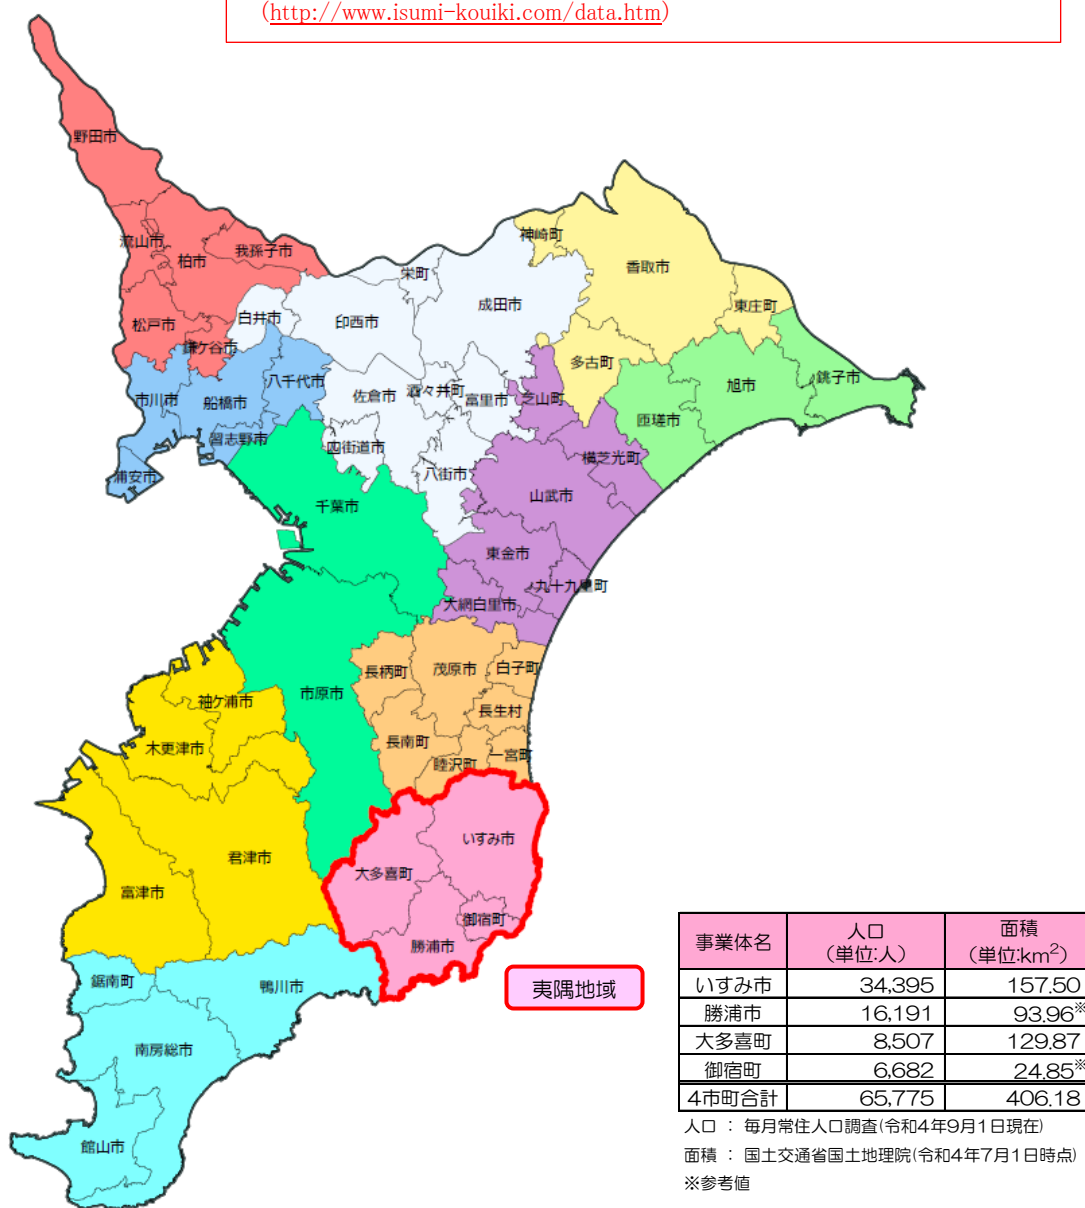 (http://www.isumi-kouiki.com/data.htm)
野田市
流山市
柏市
我孫子市
松戸市
鎌ケ谷市
白井市
印西市
栄町
成田市
神崎町
香取市
東庄町
多古町
銚子市
旭市
匝瑳市
市川市
船橋市
八千代市
習志野市
浦安市
佐倉市
酒々井町
富里市
四街道市
八街市
芝山町
横芝光町
山武市
東金市
九十九里町
大網白里市
千葉市
市原市
長柄町
茂原市
白子町
長生村
長南町
睦沢町
一宮町
袖ケ浦市
木更津市
君津市
富津市
いすみ市
大多喜町
御宿町
勝浦市
夷隅地域
鋸南町
鴨川市
南房総市
館山市
事業体名 人口(単位:人) 面積(単位:km²)
いすみ市 34,395 157.50
勝浦市 16,191 93.96※
大多喜町 8,507 129.87
御宿町 6,682 24.85※
4市町合計 65,775 406.18
人口 : 毎月常住人口調査(令和4年9月1日現在)
面積 : 国土交通省国土地理院(令和4年7月1日時点)
※参考値